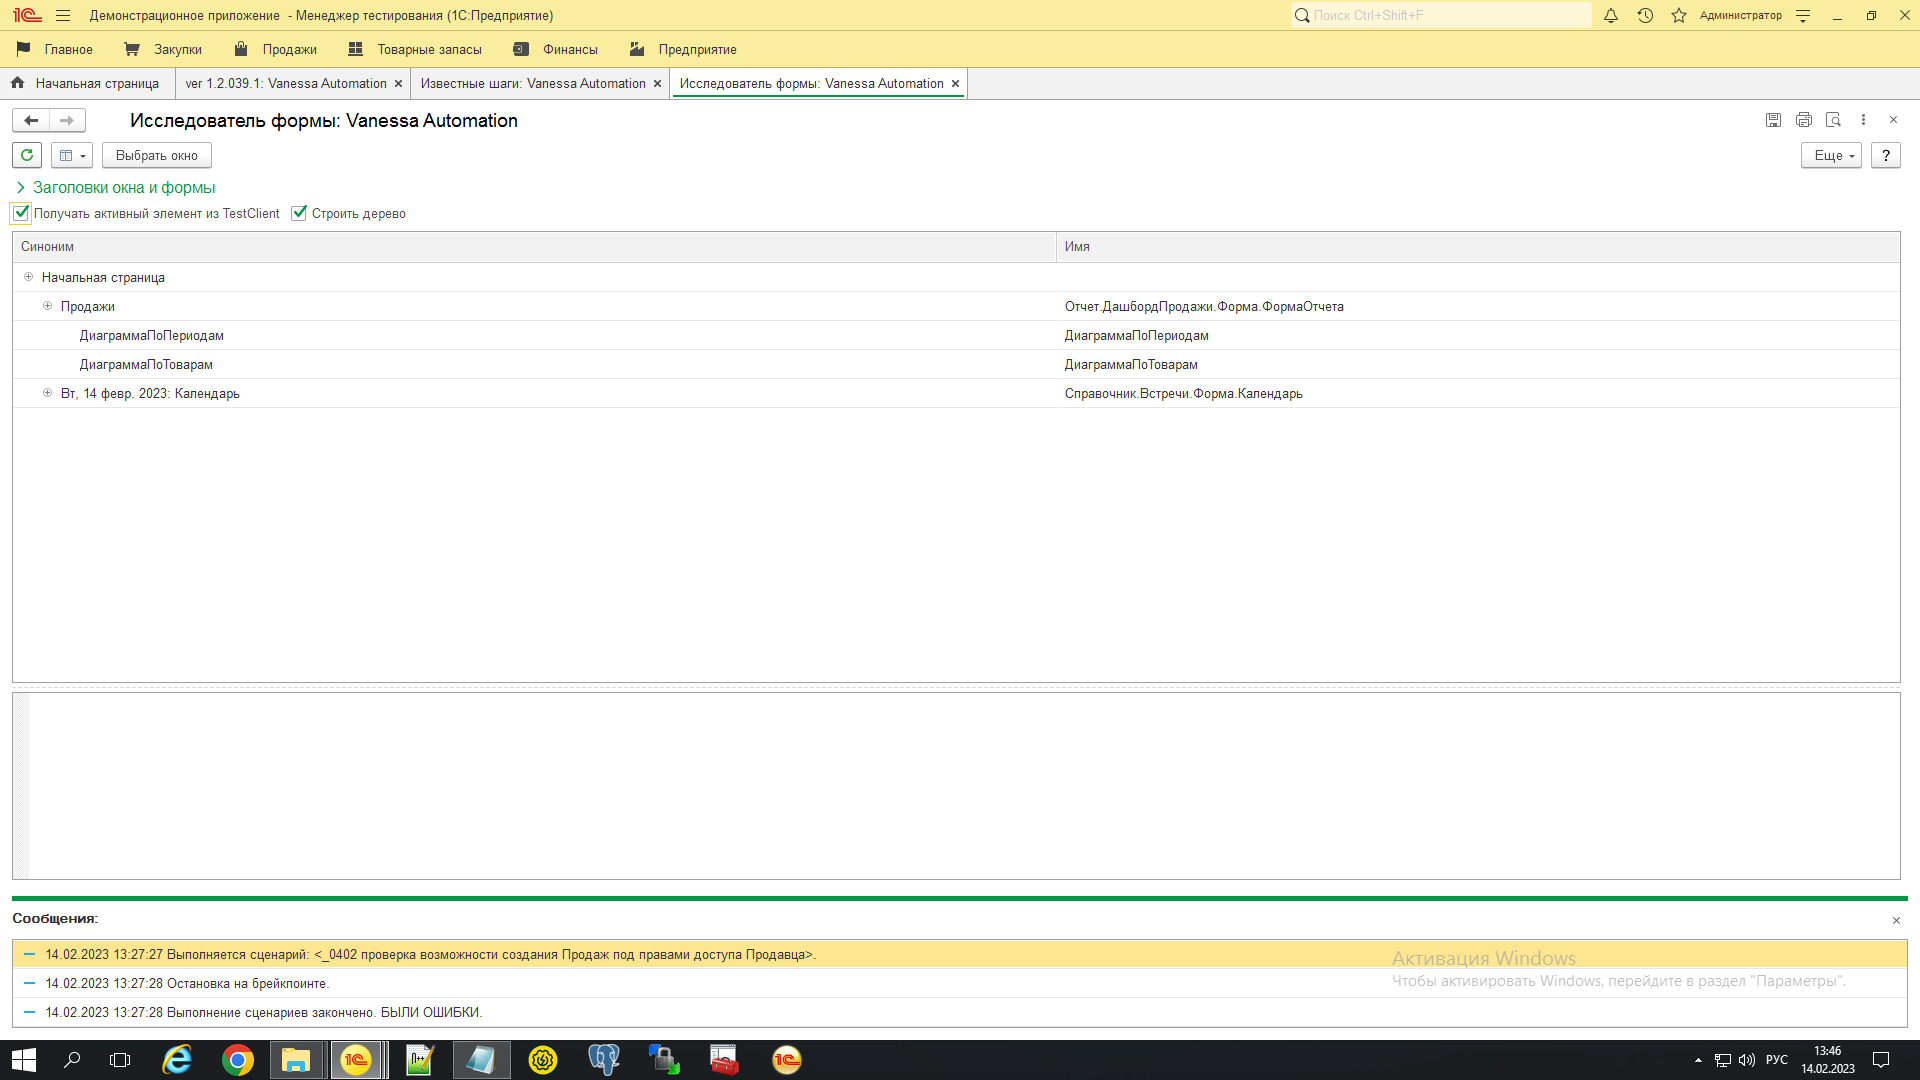 Демонстрационное приложение - Менеджер тестирования (1С:Предприятие)
Поиск Ctrl+Shift+F
Администратор
Главное
Закупки
Продажи
Товарные запасы
Финансы
Предприятие
Начальная страница
ver 1.2.039.1: Vanessa Automation
Известные шаги: Vanessa Automation
Исследователь формы: Vanessa Automation
Исследователь формы: Vanessa Automation
Выбрать окно
Еще
?
Заголовки окна и формы
Получать активный элемент из TestClient
Строить дерево
Синоним
Имя
Начальная страница
Продажи
Отчет.ДашбордПродажи.Форма.ФормаОтчета
ДиаграммаПоПериодам
ДиаграммаПоПериодам
ДиаграммаПоТоварам
ДиаграммаПоТоварам
Вт, 14 февр. 2023: Календарь
Справочник.Встречи.Форма.Календарь
Сообщения:
14.02.2023 13:27:27 Выполняется сценарий: <_0402 проверка возможности создания Продаж под правами доступа Продавца>.
14.02.2023 13:27:28 Остановка на брейкпоинте.
14.02.2023 13:27:28 Выполнение сценариев закончено. БЫЛИ ОШИБКИ.
Активация Windows
Чтобы активировать Windows, перейдите в раздел "Параметры".
РУС
13:46
14.02.2023